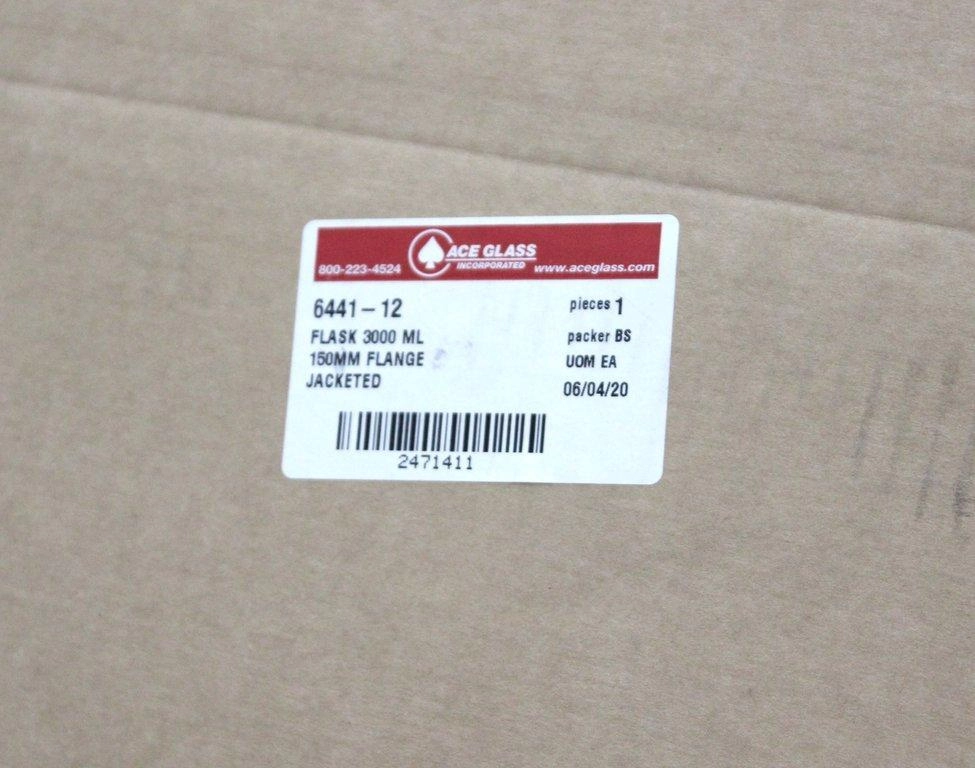 ACE GLASS
INCORPORATED
800-223-4524
www.aceglass.com
6441-12
pieces 1
FLASK 3000 ML
packer BS
150MM FLANGE
UOM EA
JACKETED
06/04/20
2471411